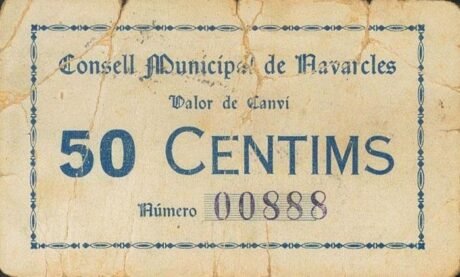 Consell Municipal de Navarcles
Valor de Canvi
50 CENTIMS
Número 00888